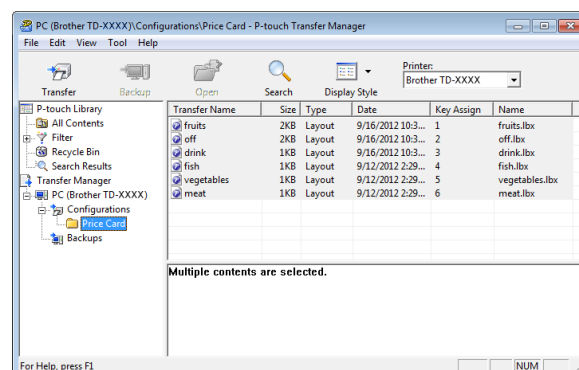 PC (Brother TD-XXXX)\Configurations\Price Card - P-touch Transfer Manager
File Edit View Tool Help
Transfer Backup Open Search Display Style
Printer:
Brother TD-XXXX
P-touch Library
All Contents
Filter
Recycle Bin
Search Results
Transfer Manager
PC (Brother TD-XXXX)
Configurations
Price Card
Backups
Transfer Name Size Type Date Key Assign Name
fruits 2KB Layout 9/16/2012 10:3... 1 fruits.lbx
off 2KB Layout 9/16/2012 10:3... 2 off.lbx
drink 1KB Layout 9/16/2012 10:3... 3 drink.lbx
fish 1KB Layout 9/12/2012 2:29... 4 fish.lbx
vegetables 1KB Layout 9/12/2012 2:29... 5 vegetables.lbx
meat 1KB Layout 9/12/2012 2:29... 6 meat.lbx
Multiple contents are selected.
For Help, press F1
NUM